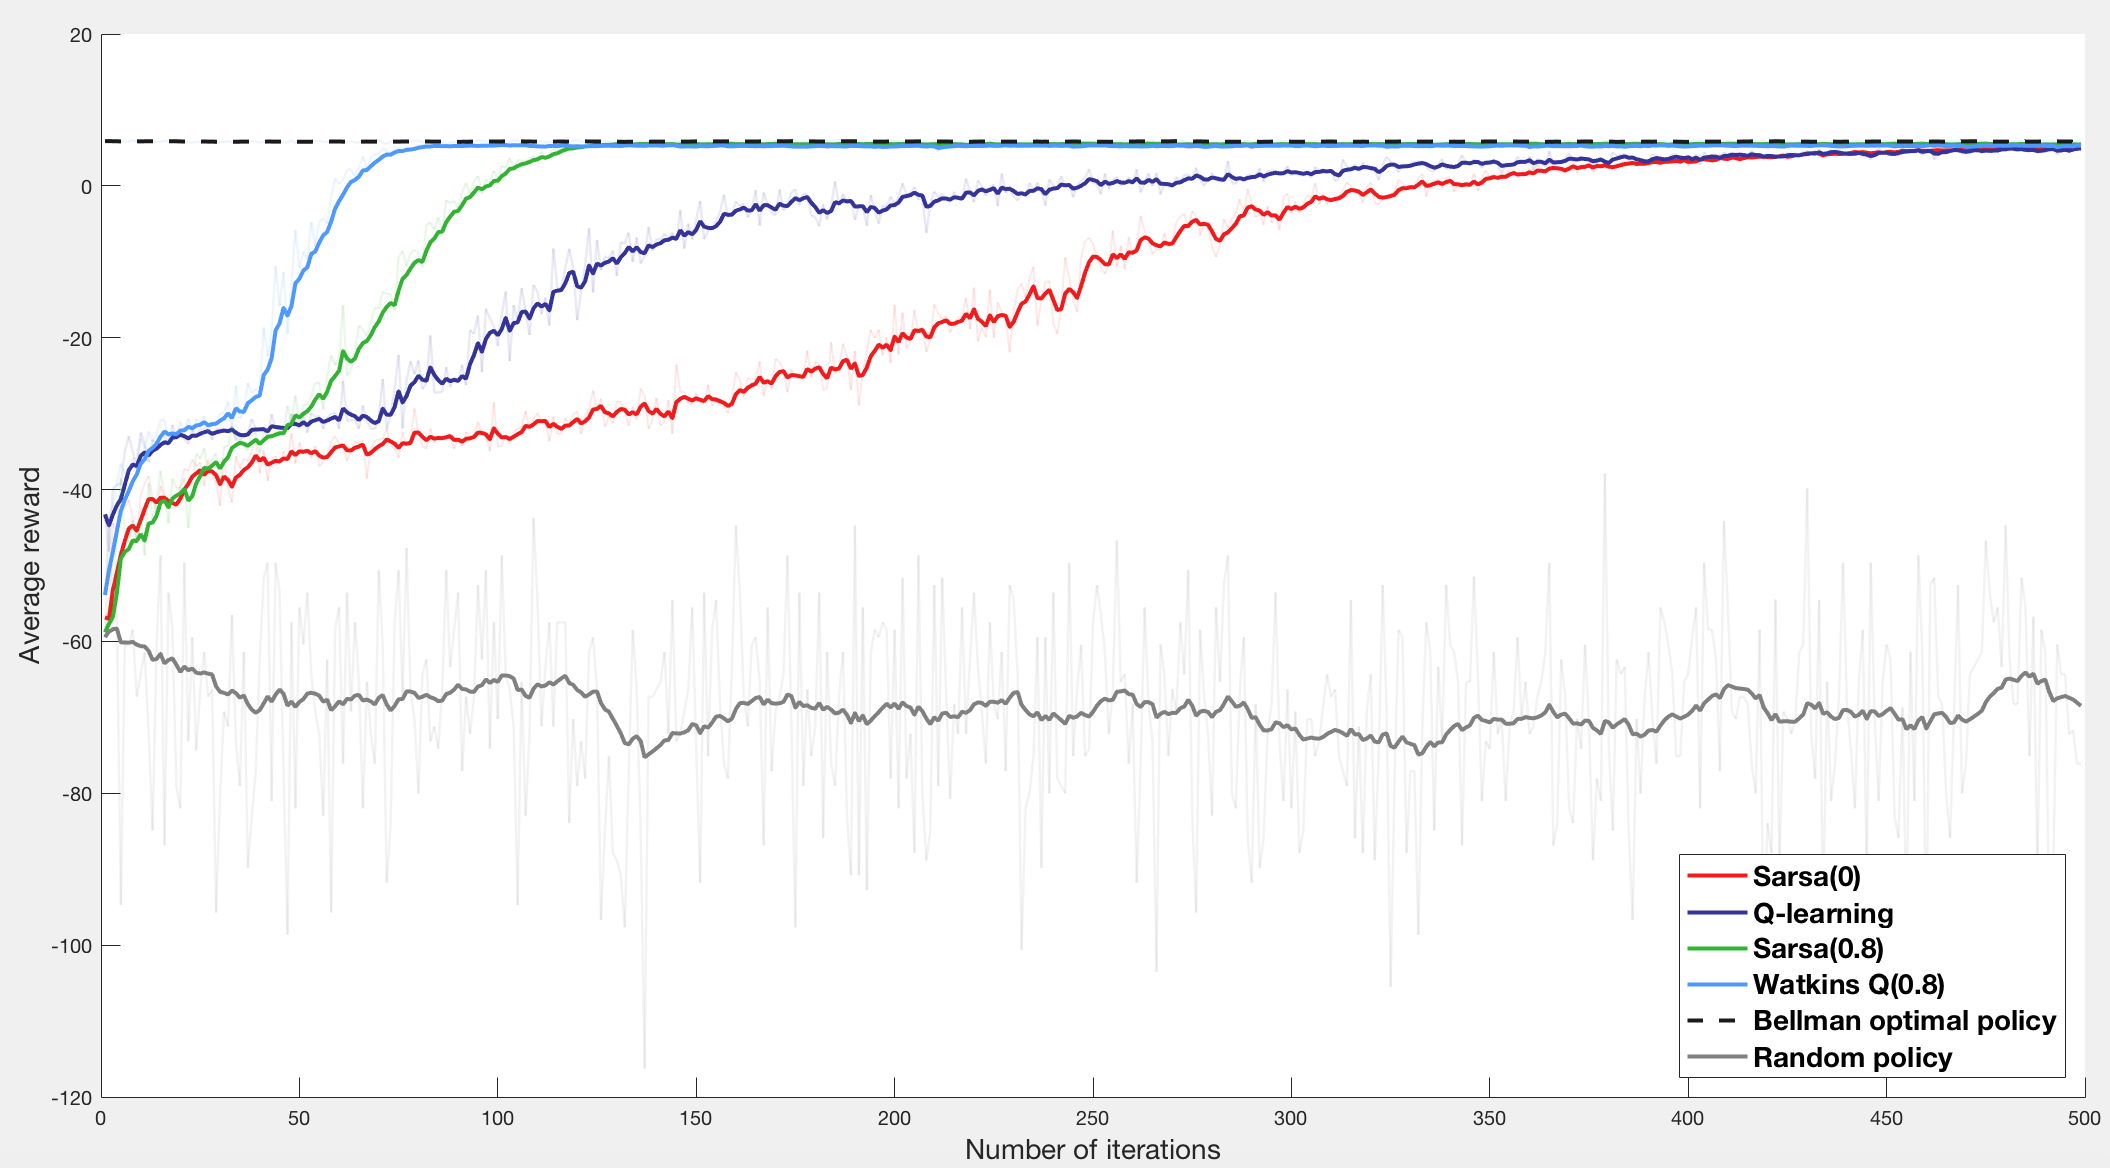 20
0
-20
-40
-60
-80
-100
-120
Average reward
0 50 100 150 200 250 300 350 400 450 500
Number of iterations
Sarsa(0)
Q-learning
Sarsa(0.8)
Watkins Q(0.8)
Bellman optimal policy
Random policy